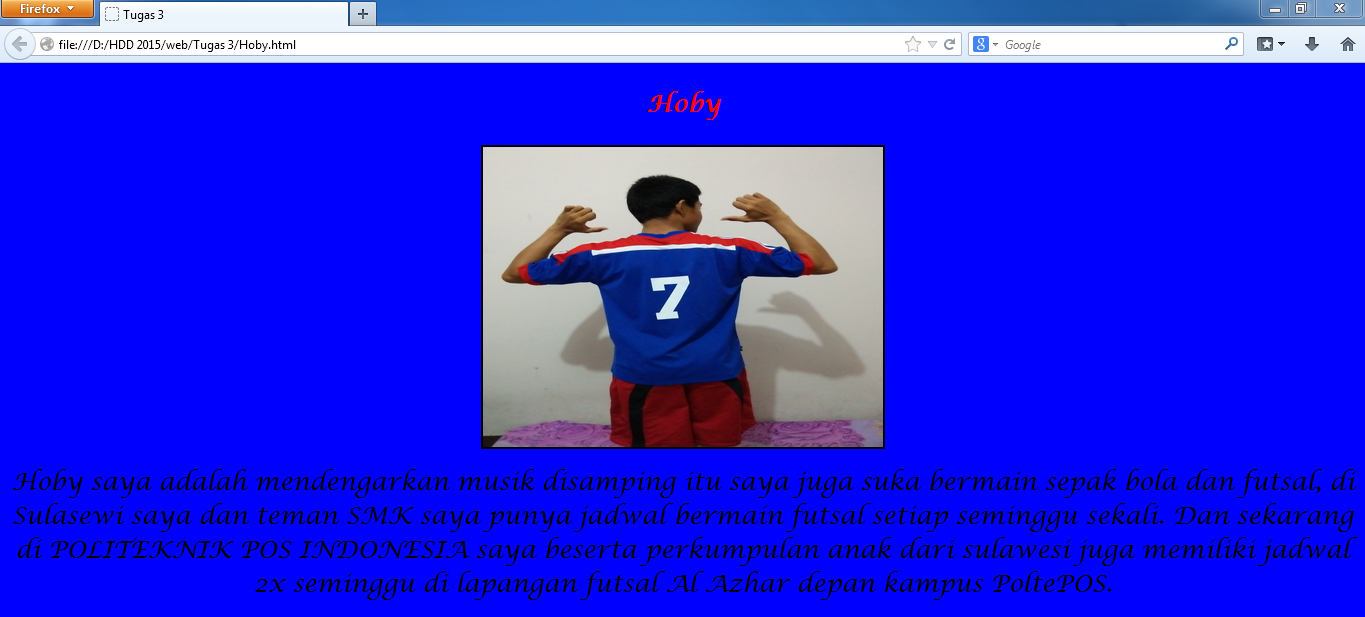 Firefox
Tugas 3
file:///D:/HDD 2015/web/Tugas 3/Hoby.html
Google
Hoby
7
Hoby saya adalah mendengarkan musik disamping itu saya juga suka bermain sepak bola dan futsal, di
Sulasewi saya dan teman SMK saya punya jadwal bermain futsal setiap seminggu sekali. Dan sekarang
di POLITEKNIK POS INDONESIA saya beserta perkumpulan anak dari sulawesi juga memiliki jadwal
2x seminggu di lapangan futsal Al Azhar depan kampus PoltePOS.